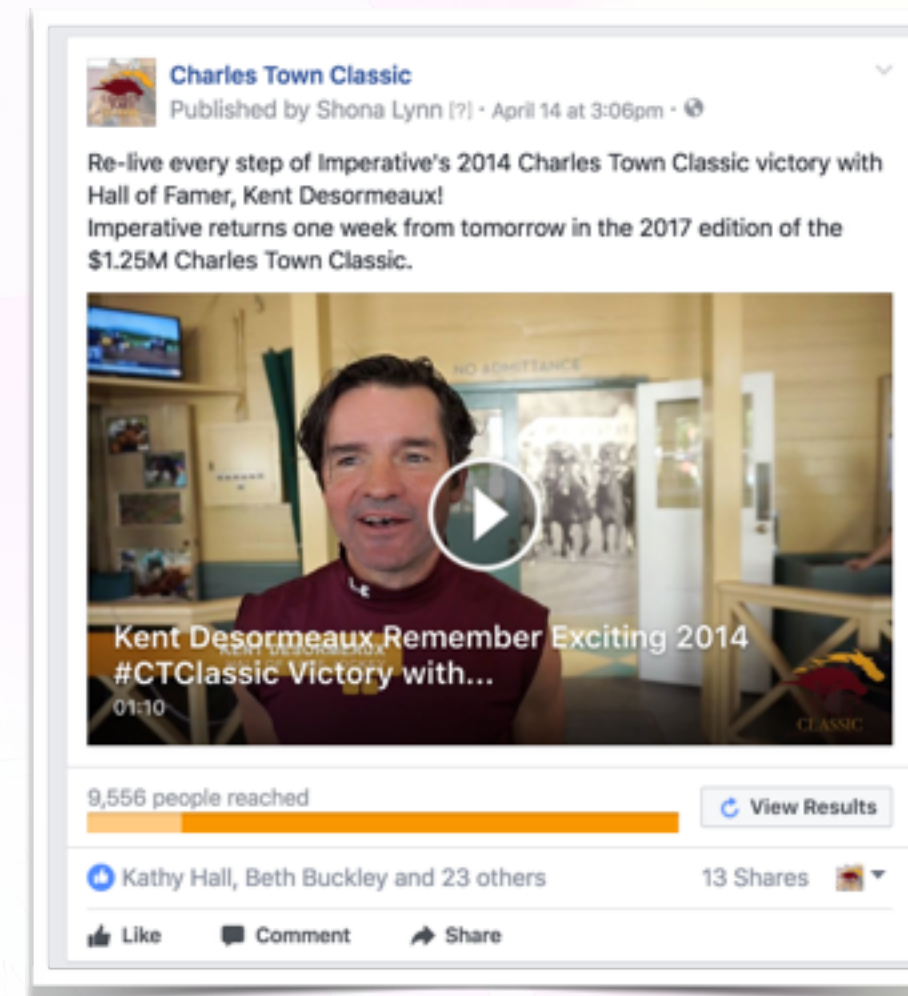 Charles Town Classic
Published by Shona Lynn [?] · April 14 at 3:06pm ·
Re-live every step of Imperative's 2014 Charles Town Classic victory with
Hall of Famer, Kent Desormeaux!
Imperative returns one week from tomorrow in the 2017 edition of the
$1.25M Charles Town Classic.
NO ADMITTANCE
KENT DESORMEAUX
Kent Desormeaux Remember Exciting 2014
#CTClassic Victory with...
01:10
CLASSIC
9,556 people reached
View Results
Kathy Hall, Beth Buckley and 23 others
13 Shares
Like
Comment
Share